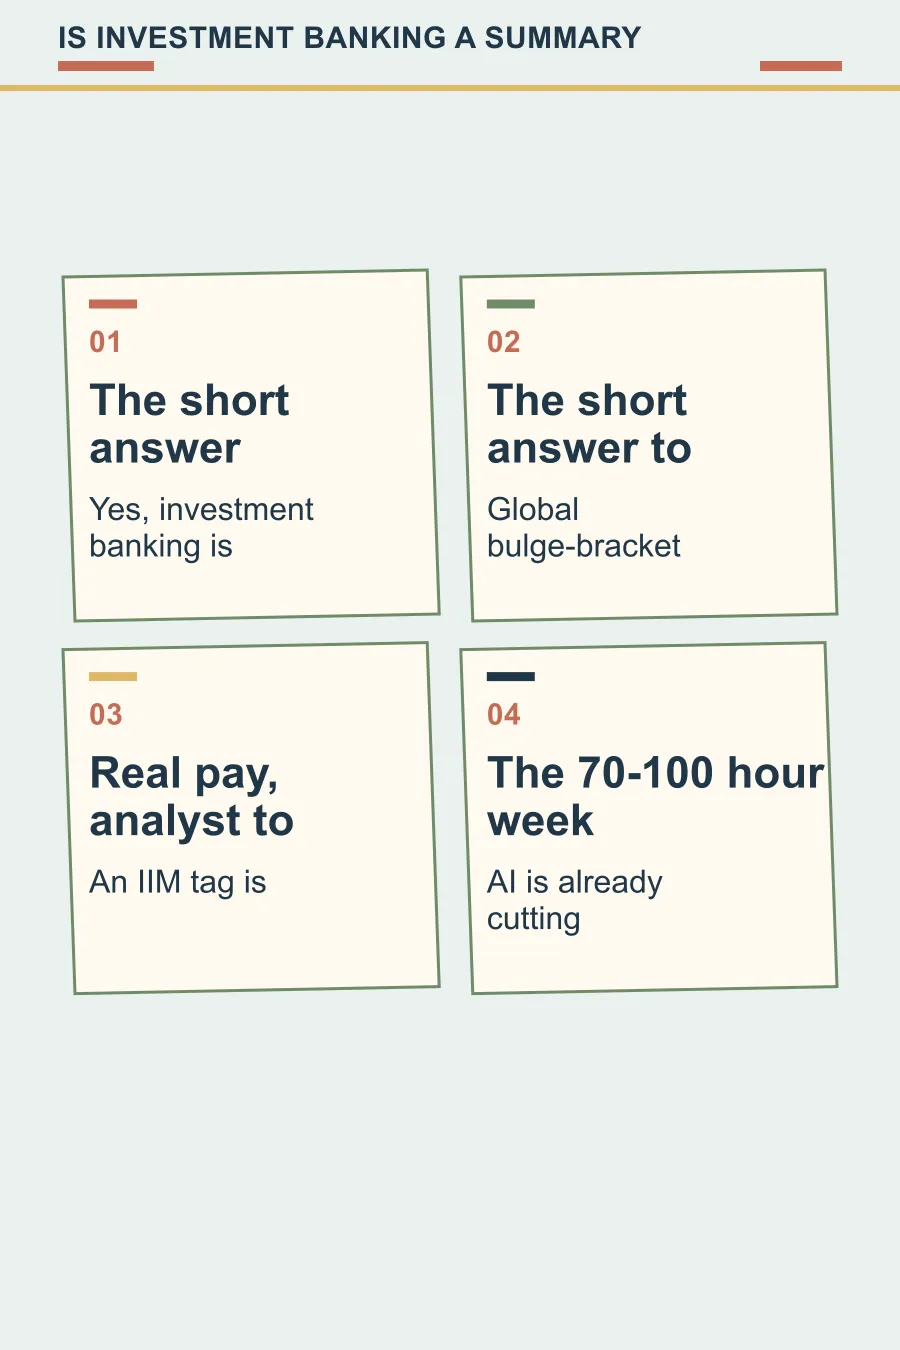 IS INVESTMENT BANKING A SUMMARY
01
The short
answer
Yes, investment
banking is
02
The short
answer to
Global
bulge-bracket
03
Real pay,
analyst to
An IIM tag is
04
The 70-100 hour
week
AI is already
cutting